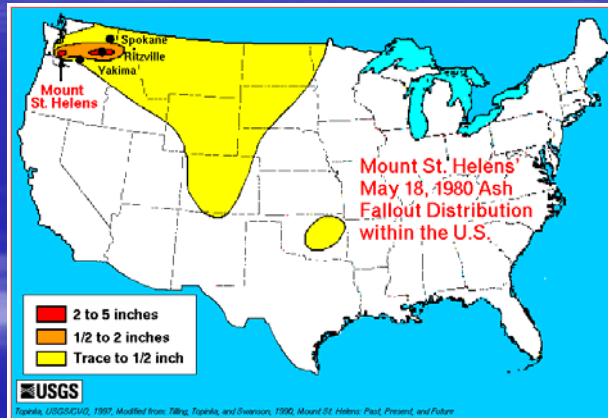 Spokane
Ritzville
Yakima
Mount
St. Helens
Mount St. Helens'
May 18, 1980 Ash
Fallout Distribution
within the U.S.
2 to 5 inches
1/2 to 2 inches
Trace to 1/2 inch
USGS
Topinka, USGS/CVO, 1997, Modified from: Tilling, Topinka, and Swanson, 1990, Mount St. Helens: Past, Present, and Future